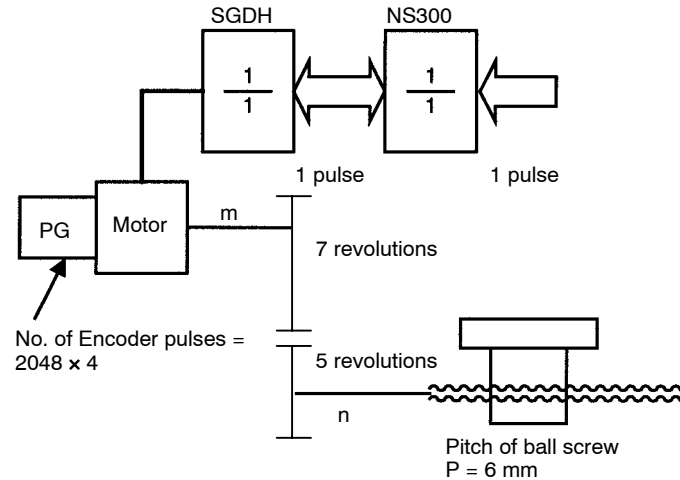 SGDH
NS300
1
1
1
1
1 pulse
1 pulse
m
PG
Motor
7 revolutions
No. of Encoder pulses =
2048 × 4
5 revolutions
n
Pitch of ball screw
P = 6 mm